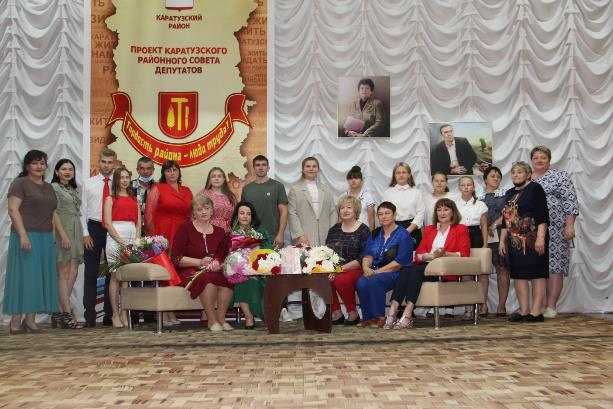 КАРАТУЗСКИЙ
РАЙОН
ПРОЕКТ КАРАТУЗСКОГО
РАЙОННОГО СОВЕТА
ДЕПУТАТОВ
Гордость района - люди труда!